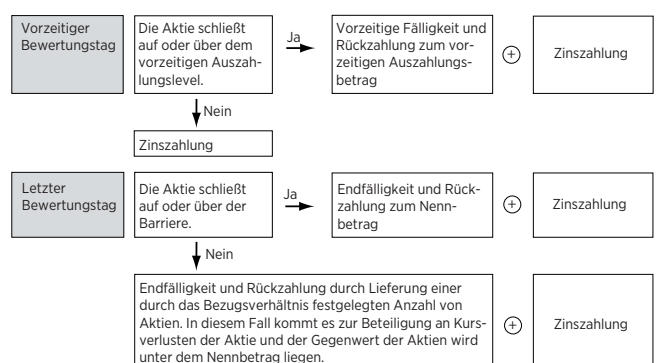 Vorzeitiger
Bewertungstag
Die Aktie schließt
auf oder über dem
vorzeitigen Auszah-
lungslevel.
Ja
Vorzeitige Fälligkeit und
Rückzahlung zum vor-
zeitigen Auszahlungs-
betrag
+
Zinszahlung
Nein
Zinszahlung
Letzter
Bewertungstag
Die Aktie schließt
auf oder über der
Barriere.
Ja
Endfälligkeit und Rück-
zahlung zum Nenn-
betrag
+
Zinszahlung
Nein
Endfälligkeit und Rückzahlung durch Lieferung einer
durch das Bezugsverhältnis festgelegten Anzahl von
Aktien. In diesem Fall kommt es zur Beteiligung an Kurs-
verlusten der Aktie und der Gegenwert der Aktien wird
unter dem Nennbetrag liegen.
+
Zinszahlung